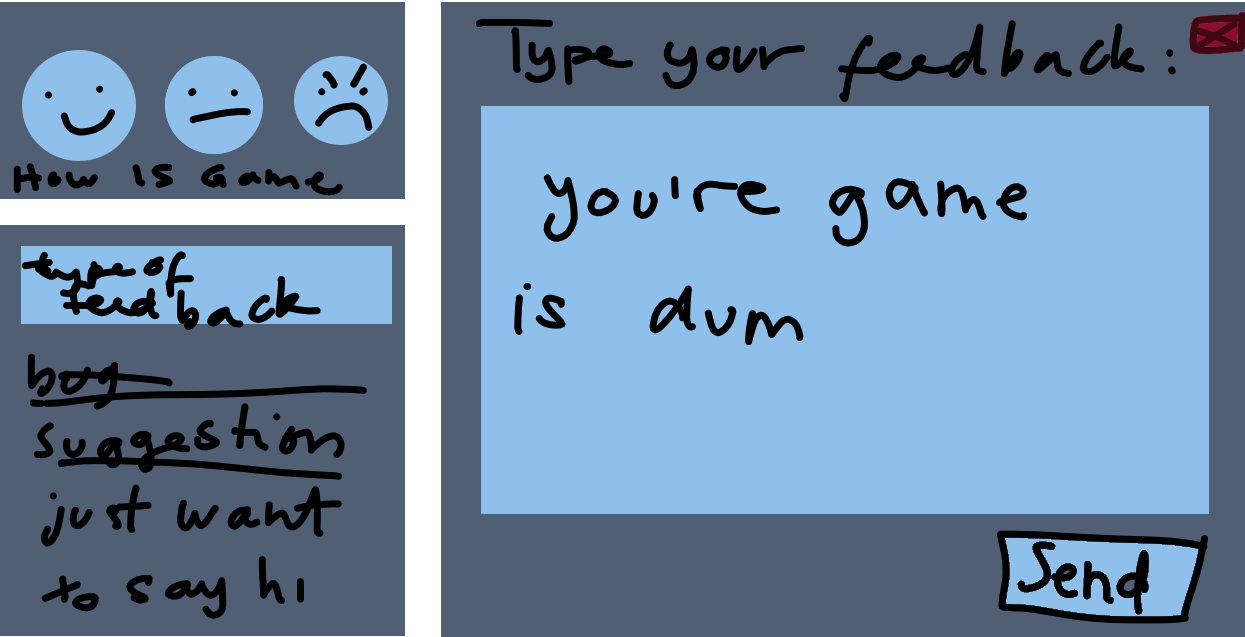 How is Game
type of
feedback
bug
suggestion
just want
to say hi
Type your feedback:
you're game
is dum
Send